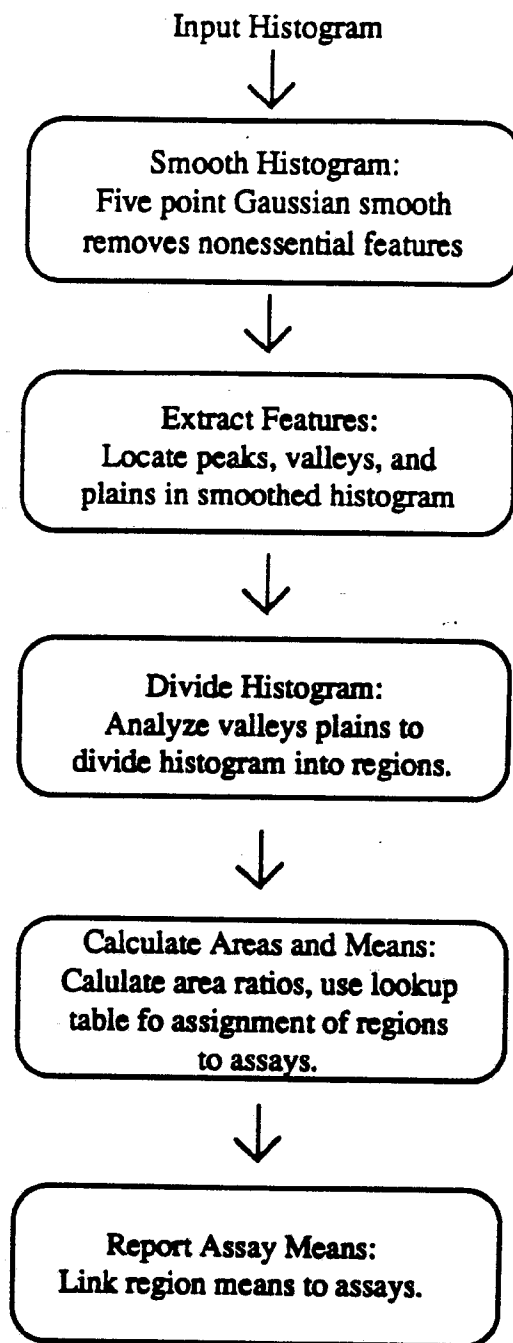 Input Histogram
Smooth Histogram:
Five point Gaussian smooth
removes nonessential features
Extract Features:
Locate peaks, valleys, and
plains in smoothed histogram
Divide Histogram:
Analyze valleys plains to
divide histogram into regions.
Calculate Areas and Means:
Calulate area ratios, use lookup
table fo assignment of regions
to assays.
Report Assay Means:
Link region means to assays.